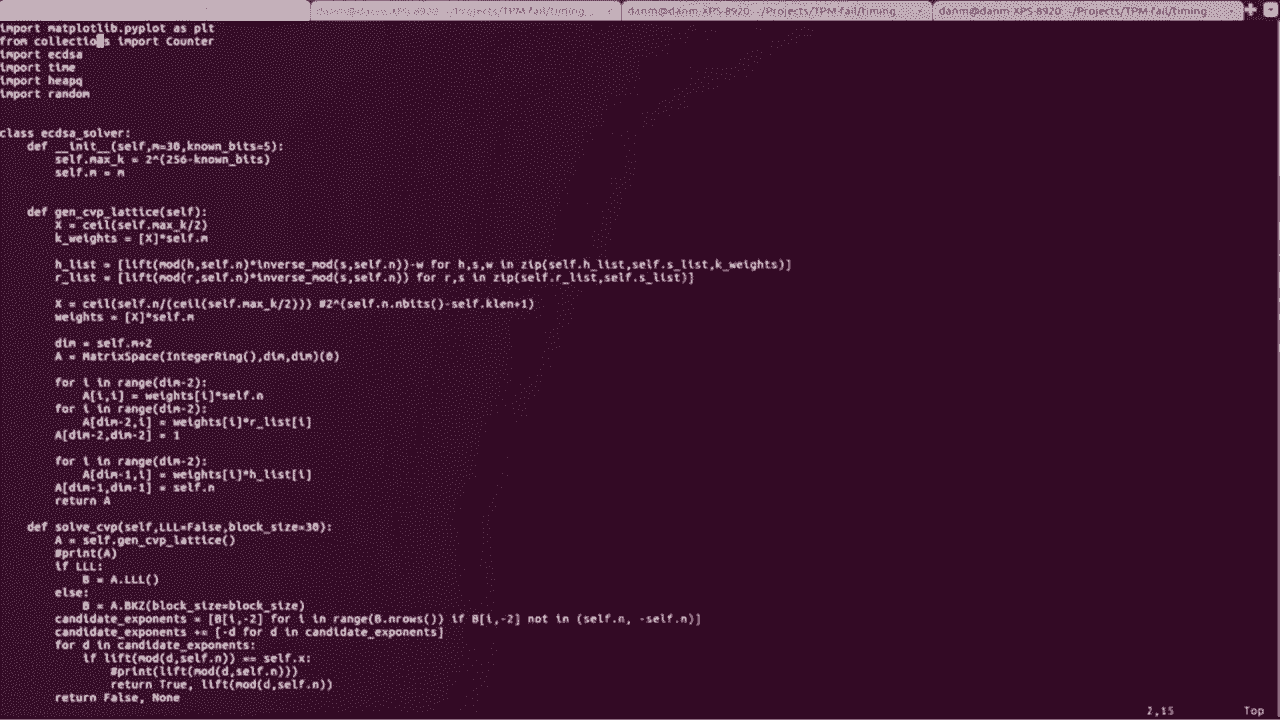 danm@danm-XPS-8920: ~/Projects/TPM-fail/timing
danm@danm-XPS-8920: ~/Projects/TPM-fail/timing
danm@danm-XPS-8920: ~/Projects/TPM-fail/timing
import matplotlib.pyplot as plt
from collections import Counter
import ecdsa
import time
import heapq
import random
class ecdsa_solver:
    def __init__(self,m=30,known_bits=5):
        self.max_k = 2^(256-known_bits)
        self.m = m
    def gen_cvp_lattice(self):
        X = ceil(self.max_k/2)
        k_weights = [X]*self.m
        h_list = [lift(mod(h,self.n)*inverse_mod(s,self.n))-w for h,s,w in zip(self.h_list,self.s_list,k_weights)]
        r_list = [lift(mod(r,self.n)*inverse_mod(s,self.n)) for r,s in zip(self.r_list,self.s_list)]
        X = ceil(self.n/(ceil(self.max_k/2))) #2^(self.n.nbits()-self.klen+1)
        weights = [X]*self.m
        dim = self.m+2
        A = MatrixSpace(IntegerRing(),dim,dim)(0)
        for i in range(dim-2):
            A[i,i] = weights[i]*self.n
        for i in range(dim-2):
            A[dim-2,i] = weights[i]*r_list[i]
        A[dim-2,dim-2] = 1
        for i in range(dim-2):
            A[dim-1,i] = weights[i]*h_list[i]
        A[dim-1,dim-1] = self.n
        return A
    def solve_cvp(self,LLL=False,block_size=30):
        A = self.gen_cvp_lattice()
        #print(A)
        if LLL:
            B = A.LLL()
        else:
            B = A.BKZ(block_size=block_size)
        candidate_exponents = [B[i,-2] for i in range(B.nrows()) if B[i,-2] not in (self.n, -self.n)]
        candidate_exponents += [-d for d in candidate_exponents]
        for d in candidate_exponents:
            if lift(mod(d,self.n)) == self.x:
                #print(lift(mod(d,self.n)))
                return True, lift(mod(d,self.n))
        return False, None
2,15 Top